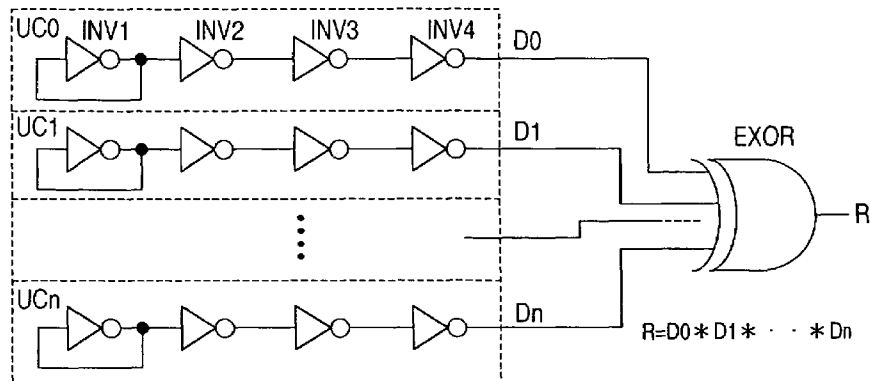 UC0 INV1 INV2 INV3 INV4 D0
UC1 D1
EXOR
R
UCn Dn
R=D0*D1* · · · *Dn